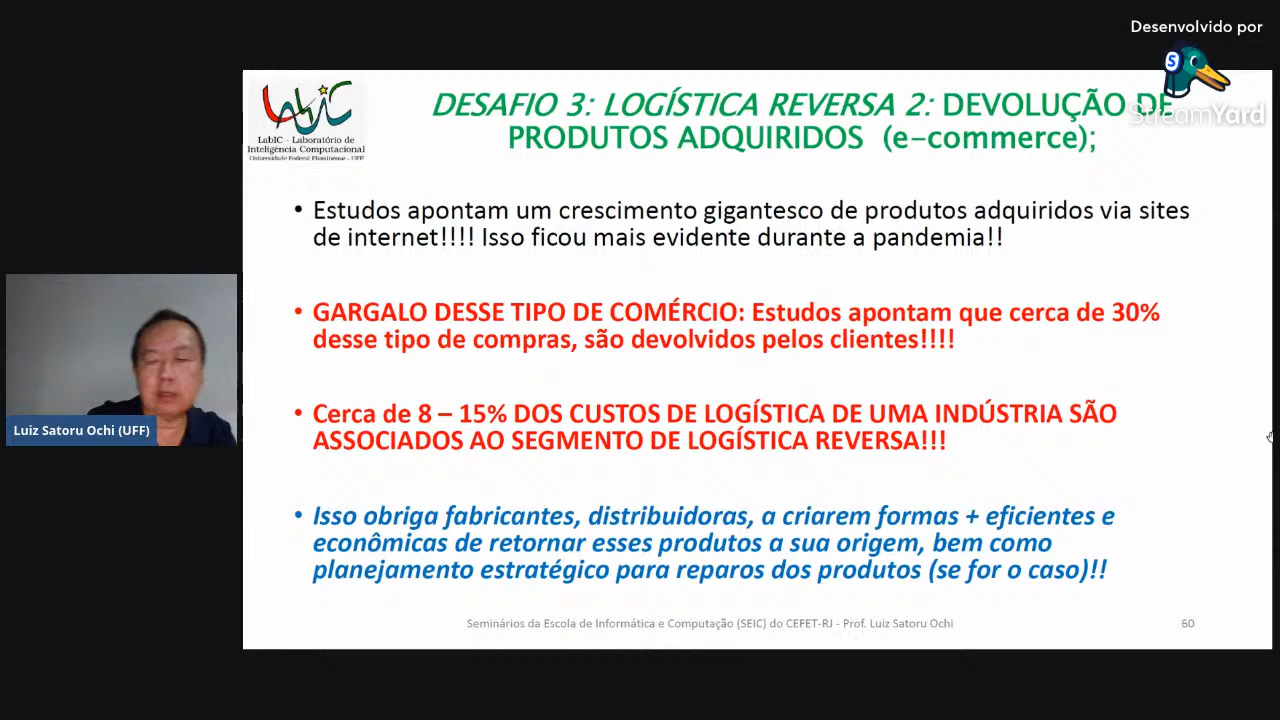 Desenvolvido por
StreamYard
S
LabIC
LabIC - Laboratório de
Inteligência Computacional
Universidade Federal Fluminense - UFF
DESAFIO 3: LOGÍSTICA REVERSA 2: DEVOLUÇÃO DE
PRODUTOS ADQUIRIDOS (e-commerce);
• Estudos apontam um crescimento gigantesco de produtos adquiridos via sites
de internet!!!! Isso ficou mais evidente durante a pandemia!!
• GARGALO DESSE TIPO DE COMÉRCIO: Estudos apontam que cerca de 30%
desse tipo de compras, são devolvidos pelos clientes!!!!
• Cerca de 8 – 15% DOS CUSTOS DE LOGÍSTICA DE UMA INDÚSTRIA SÃO
ASSOCIADOS AO SEGMENTO DE LOGÍSTICA REVERSA!!!
• Isso obriga fabricantes, distribuidoras, a criarem formas + eficientes e
econômicas de retornar esses produtos a sua origem, bem como
planejamento estratégico para reparos dos produtos (se for o caso)!!
Luiz Satoru Ochi (UFF)
Seminários da Escola de Informática e Computação (SEIC) do CEFET-RJ - Prof. Luiz Satoru Ochi
60